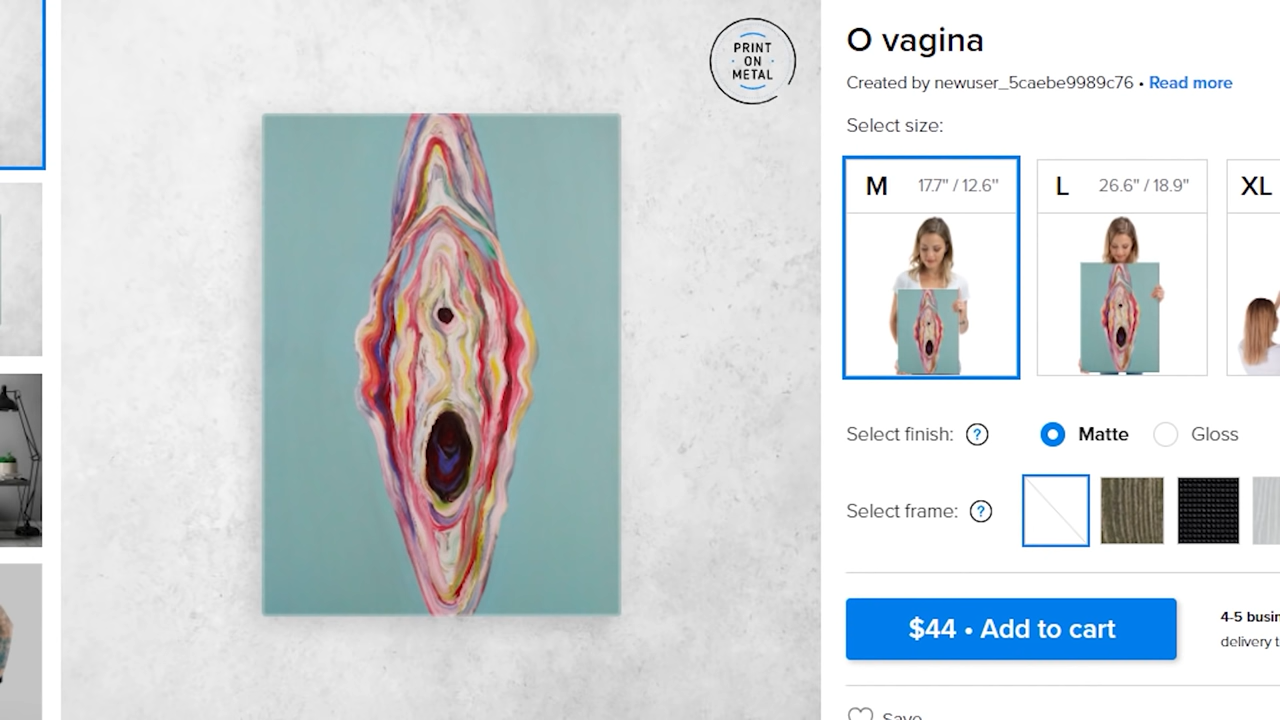 PRINT
ON
METAL
O vagina
Created by newuser_5caebe9989c76 • Read more
Select size:
M 17.7" / 12.6"
L 26.6" / 18.9"
XL
Select finish: ? Matte Gloss
Select frame: ?
$44 • Add to cart
4-5 busin
delivery t
Save